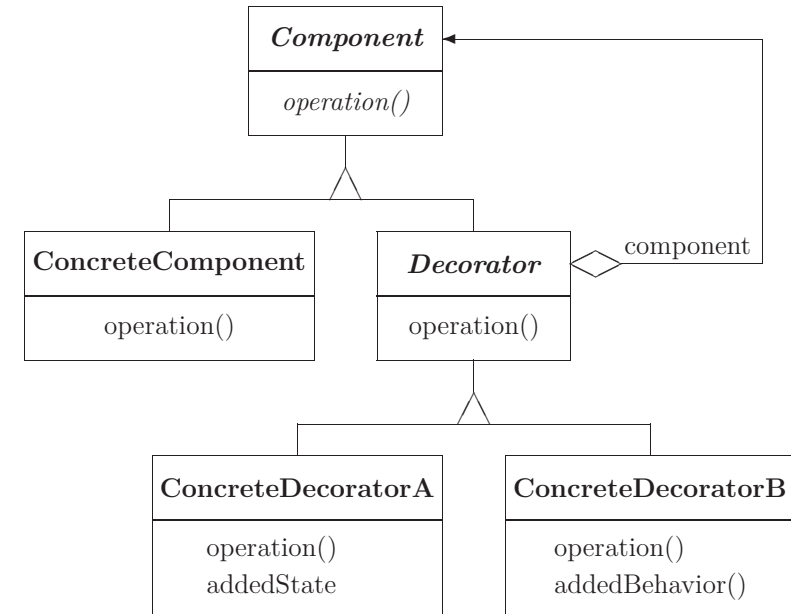 Component
operation()
ConcreteComponent
operation()
Decorator
operation()
component
ConcreteDecoratorA
operation()
addedState
ConcreteDecoratorB
operation()
addedBehavior()